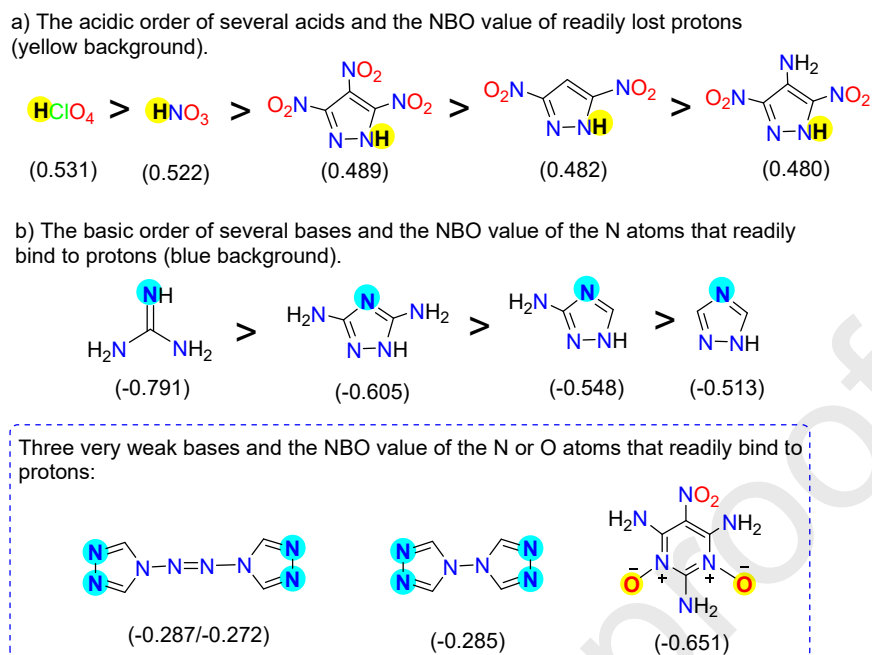 a) The acidic order of several acids and the NBO value of readily lost protons
(yellow background).
HClO₄ > HNO₃ > O₂N NO₂ NO₂ N NH > O₂N NO₂ N NH > O₂N NH₂ NO₂ N NH
(0.531) (0.522) (0.489) (0.482) (0.480)
b) The basic order of several bases and the NBO value of the N atoms that readily
bind to protons (blue background).
NH H₂N NH₂ > H₂N N NH₂ N NH > H₂N N N NH > N N NH
(-0.791) (-0.605) (-0.548) (-0.513)
Three very weak bases and the NBO value of the N or O atoms that readily bind to
protons:
N N N N=N N N N
N N N N N N
NO₂ H₂N NH₂ O⁻ N⁺ N⁺ O⁻ NH₂
(-0.287/-0.272) (-0.285) (-0.651)
proof